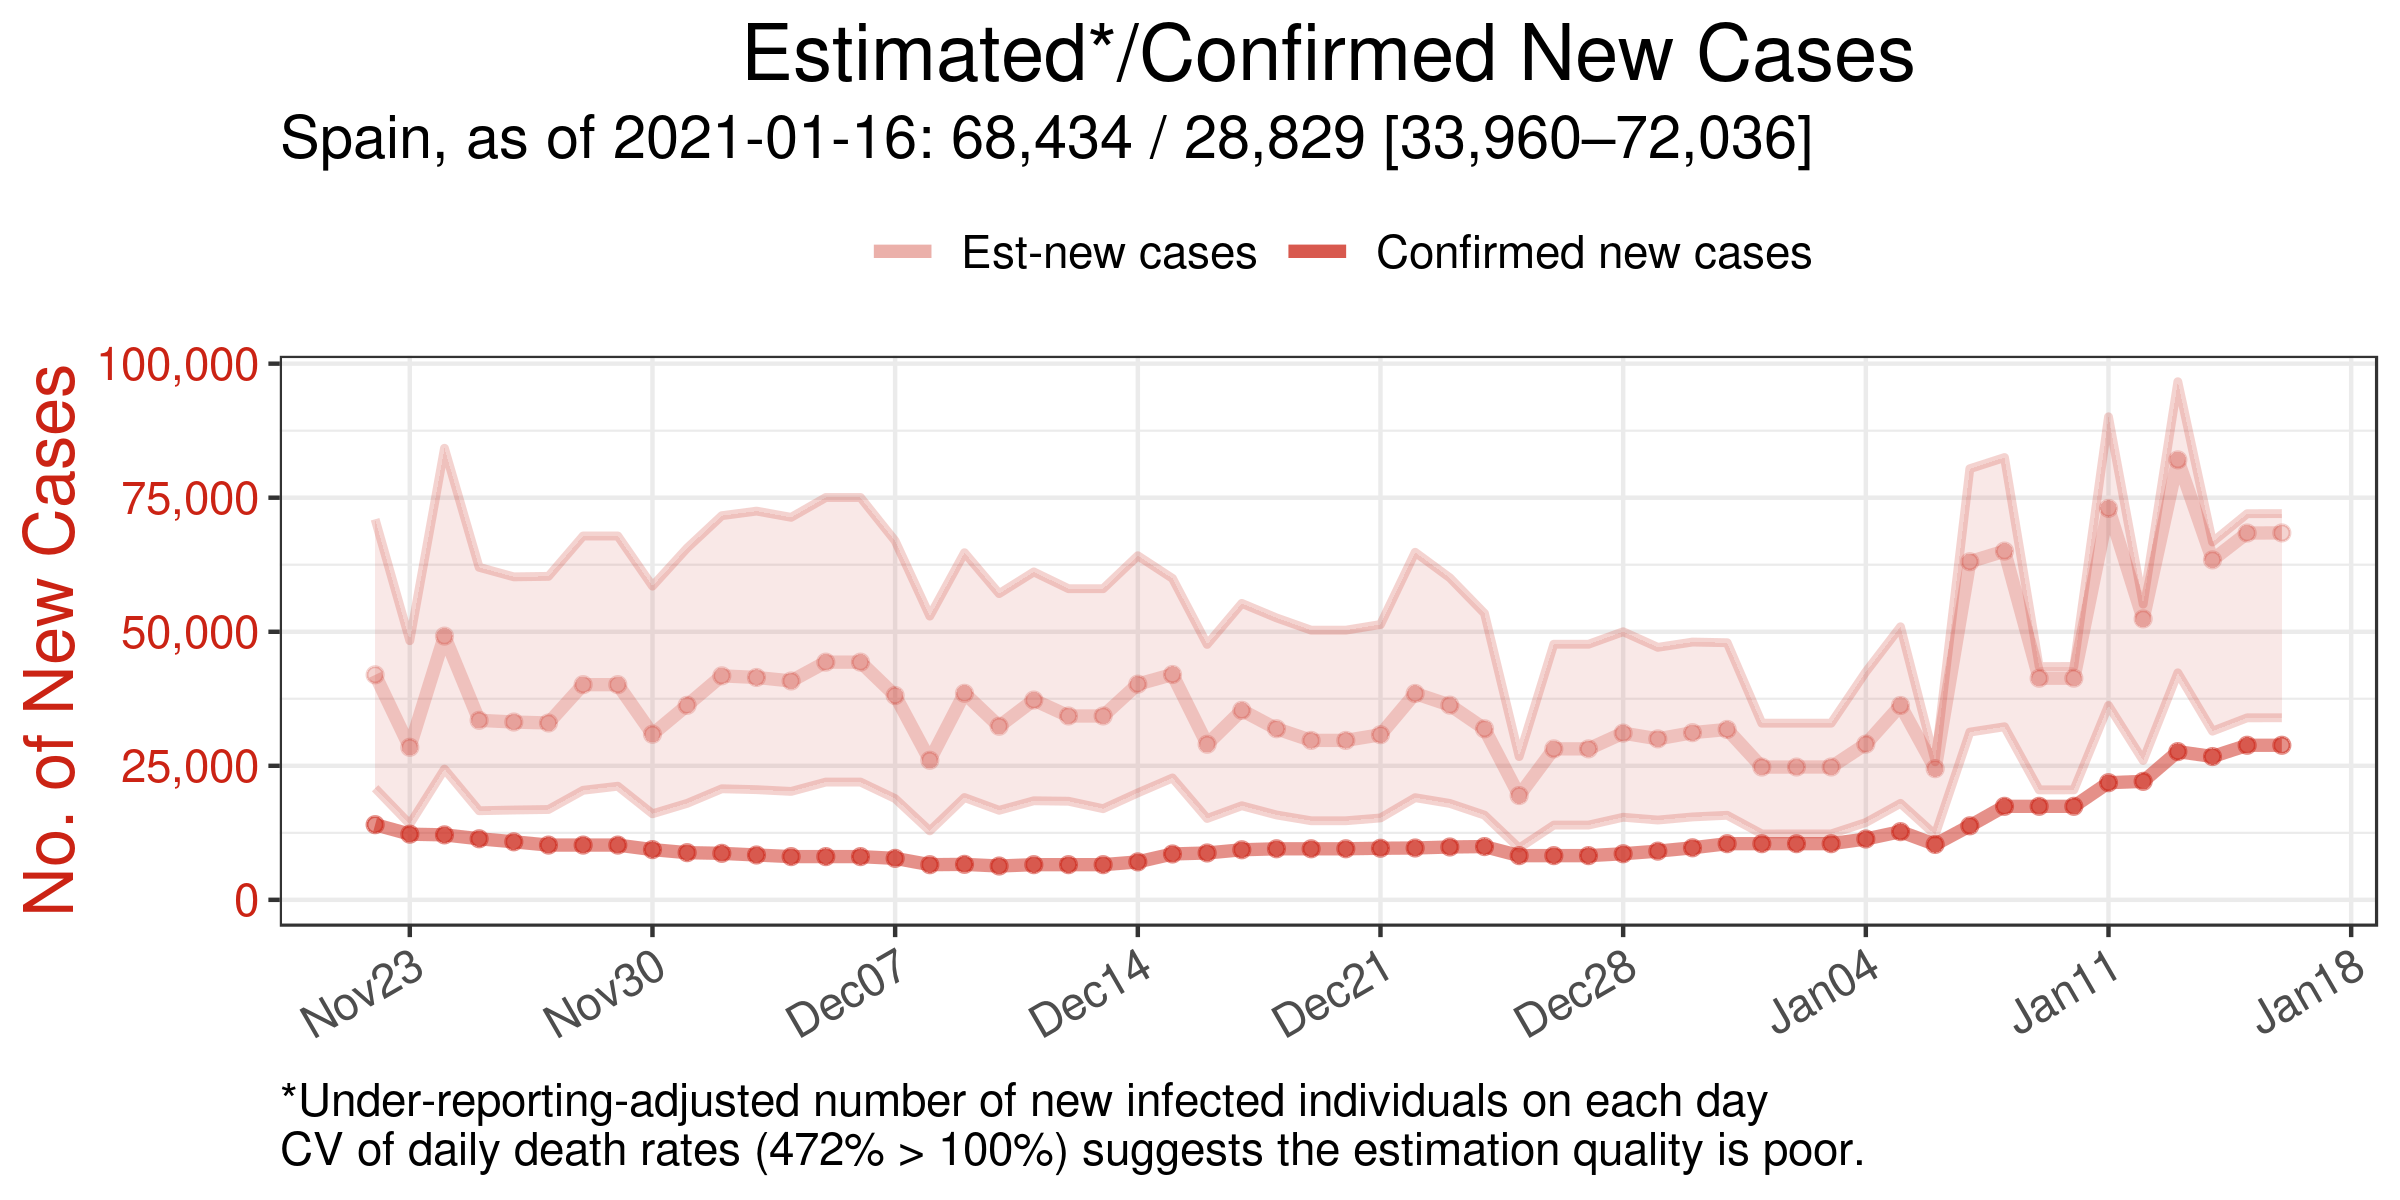 Estimated*/Confirmed New Cases
Spain, as of 2021-01-16: 68,434 / 28,829 [33,960–72,036]
Est-new cases Confirmed new cases
No. of New Cases
100,000
75,000
50,000
25,000
0
Nov23 Nov30 Dec07 Dec14 Dec21 Dec28 Jan04 Jan11 Jan18
*Under-reporting-adjusted number of new infected individuals on each day
CV of daily death rates (472% > 100%) suggests the estimation quality is poor.